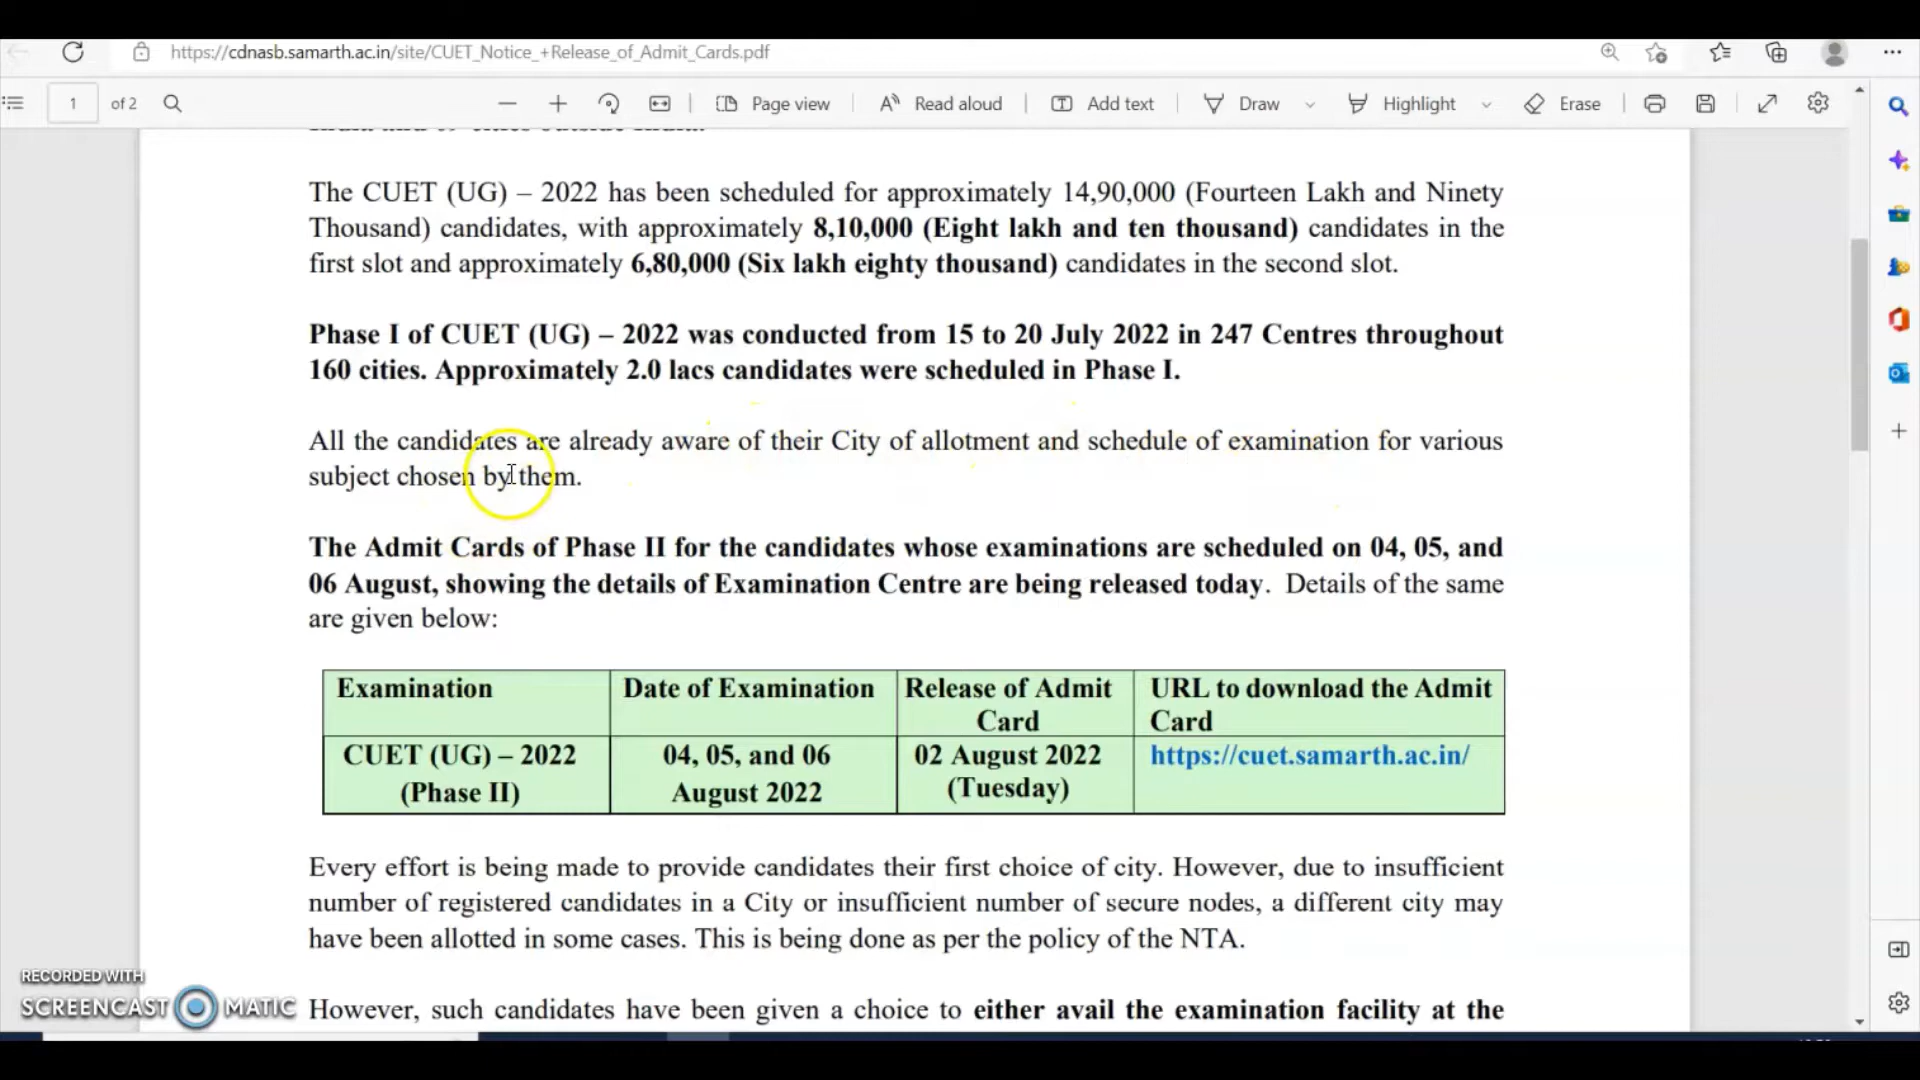 https://cdnasb.samarth.ac.in/site/CUET_Notice_+Release_of_Admit_Cards.pdf
1 of 2 Page view Read aloud Add text Draw Highlight Erase
The CUET (UG) – 2022 has been scheduled for approximately 14,90,000 (Fourteen Lakh and Ninety
Thousand) candidates, with approximately 8,10,000 (Eight lakh and ten thousand) candidates in the
first slot and approximately 6,80,000 (Six lakh eighty thousand) candidates in the second slot.
Phase I of CUET (UG) – 2022 was conducted from 15 to 20 July 2022 in 247 Centres throughout
160 cities. Approximately 2.0 lacs candidates were scheduled in Phase I.
All the candidates are already aware of their City of allotment and schedule of examination for various
subject chosen by them.
The Admit Cards of Phase II for the candidates whose examinations are scheduled on 04, 05, and
06 August, showing the details of Examination Centre are being released today. Details of the same
are given below:
Examination
Date of Examination
Release of Admit
Card
URL to download the Admit
Card
CUET (UG) – 2022
(Phase II)
04, 05, and 06
August 2022
02 August 2022
(Tuesday)
https://cuet.samarth.ac.in/
Every effort is being made to provide candidates their first choice of city. However, due to insufficient
number of registered candidates in a City or insufficient number of secure nodes, a different city may
have been allotted in some cases. This is being done as per the policy of the NTA.
However, such candidates have been given a choice to either avail the examination facility at the
RECORDED WITH
SCREENCAST MATIC